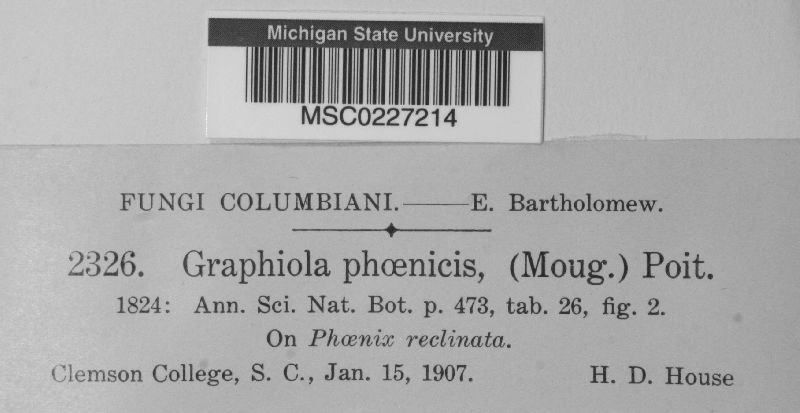 Michigan State University
MSC0227214
FUNGI COLUMBIANI.——E. Bartholomew.
2326. Graphiola phœnicis, (Moug.) Poit.
1824: Ann. Sci. Nat. Bot. p. 473, tab. 26, fig. 2.
On Phœnix reclinata.
Clemson College, S. C., Jan. 15, 1907. H. D. House